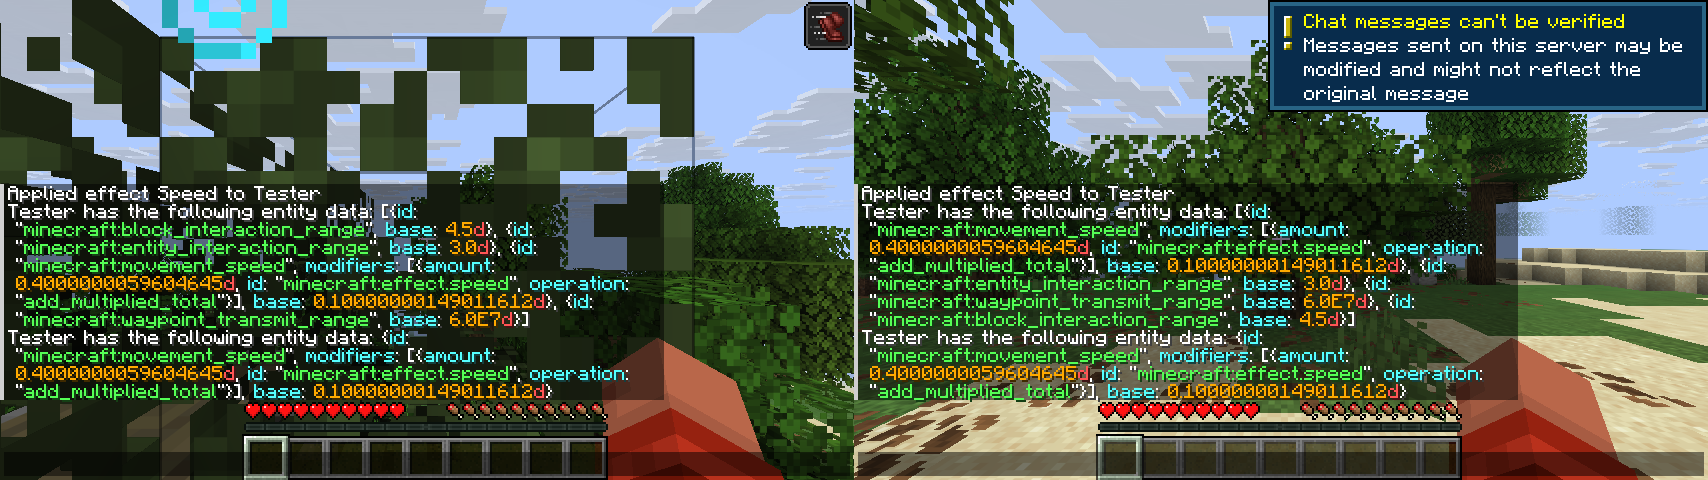 Applied effect Speed to Tester
Tester has the following entity data: [{id:
"minecraft:block_interaction_range", base: 4.5d}, {id:
"minecraft:entity_interaction_range", base: 3.0d}, {id:
"minecraft:movement_speed", modifiers: [{amount:
0.4000000059604645d, id: "minecraft:effect.speed", operation:
"add_multiplied_total"}], base: 0.10000000149011612d}, {id:
"minecraft:waypoint_transmit_range", base: 6.0E7d}]
Tester has the following entity data: {id:
"minecraft:movement_speed", modifiers: [{amount:
0.4000000059604645d, id: "minecraft:effect.speed", operation:
"add_multiplied_total"}], base: 0.10000000149011612d}
Chat messages can't be verified
Messages sent on this server may be
modified and might not reflect the
original message
Applied effect Speed to Tester
Tester has the following entity data: [{id:
"minecraft:movement_speed", modifiers: [{amount:
0.4000000059604645d, id: "minecraft:effect.speed", operation:
"add_multiplied_total"}], base: 0.10000000149011612d}, {id:
"minecraft:entity_interaction_range", base: 3.0d}, {id:
"minecraft:waypoint_transmit_range", base: 6.0E7d}, {id:
"minecraft:block_interaction_range", base: 4.5d}]
Tester has the following entity data: {id:
"minecraft:movement_speed", modifiers: [{amount:
0.4000000059604645d, id: "minecraft:effect.speed", operation:
"add_multiplied_total"}], base: 0.10000000149011612d}